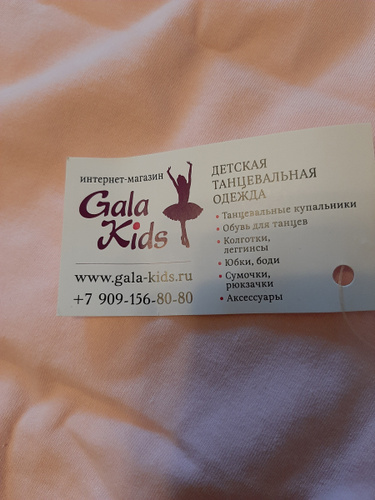 интернет-магазин
Gala
Kids
www.gala-kids.ru
+7 909-156-80-80
ДЕТСКАЯ
ТАНЦЕВАЛЬНАЯ
ОДЕЖДА
• Танцевальные купальники
• Обувь для танцев
• Колготки,
леггинсы
• Юбки, боди
• Сумочки,
рюкзачки
• Аксессуары